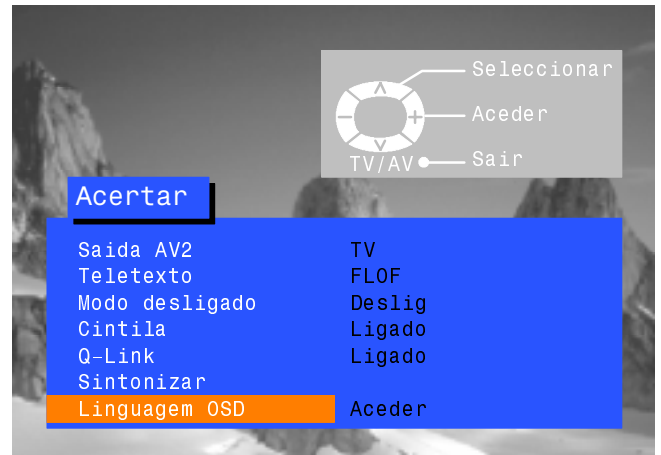 Seleccionar
Aceder
TV/AV Sair
Acertar
Saida AV2 TV
Teletexto FLOF
Modo desligado Deslig
Cintila Ligado
Q-Link Ligado
Sintonizar
Linguagem OSD Aceder